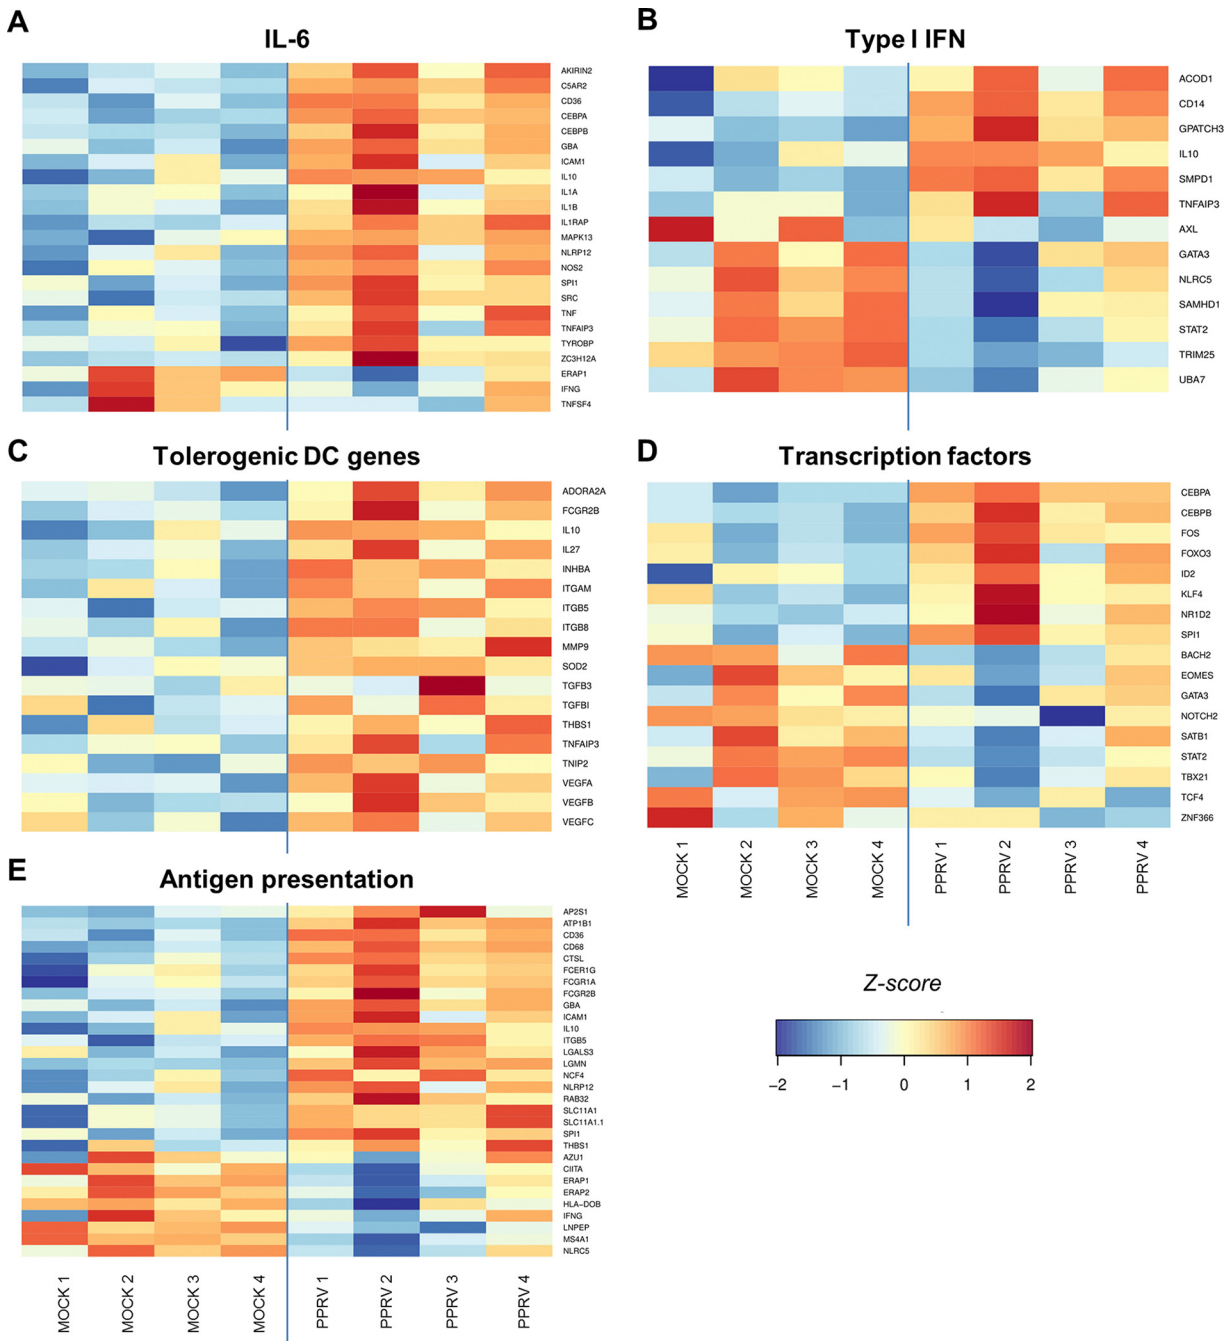 A
IL-6
AKIRIN2
C5AR2
CD36
CEBPA
CEBPB
GBA
ICAM1
IL10
IL1A
IL1B
IL1RAP
MAPK13
NLRP12
NOS2
SPI1
SRC
TNF
TNFAIP3
TYROBP
ZC3H12A
ERAP1
IFNG
TNFSF4
B
Type I IFN
ACOD1
CD14
GPATCH3
IL10
SMPD1
TNFAIP3
AXL
GATA3
NLRC5
SAMHD1
STAT2
TRIM25
UBA7
C
Tolerogenic DC genes
ADORA2A
FCGR2B
IL10
IL27
INHBA
ITGAM
ITGB5
ITGB8
MMP9
SOD2
TGFB3
TGFBI
THBS1
TNFAIP3
TNIP2
VEGFA
VEGFB
VEGFC
D
Transcription factors
CEBPA
CEBPB
FOS
FOXO3
ID2
KLF4
NR1D2
SPI1
BACH2
EOMES
GATA3
NOTCH2
SATB1
STAT2
TBX21
TCF4
ZNF366
MOCK 1
MOCK 2
MOCK 3
MOCK 4
PPRV 1
PPRV 2
PPRV 3
PPRV 4
E
Antigen presentation
AP2S1
ATP1B1
CD36
CD68
CTSL
FCER1G
FCGR1A
FCGR2B
GBA
ICAM1
IL10
ITGB5
LGALS3
LGMN
NCF4
NLRP12
RAB32
SLC11A1
SLC11A1.1
SPI1
THBS1
AZU1
CIITA
ERAP1
ERAP2
HLA−DOB
IFNG
LNPEP
MS4A1
NLRC5
MOCK 1
MOCK 2
MOCK 3
MOCK 4
PPRV 1
PPRV 2
PPRV 3
PPRV 4
Z-score
−2 −1 0 1 2